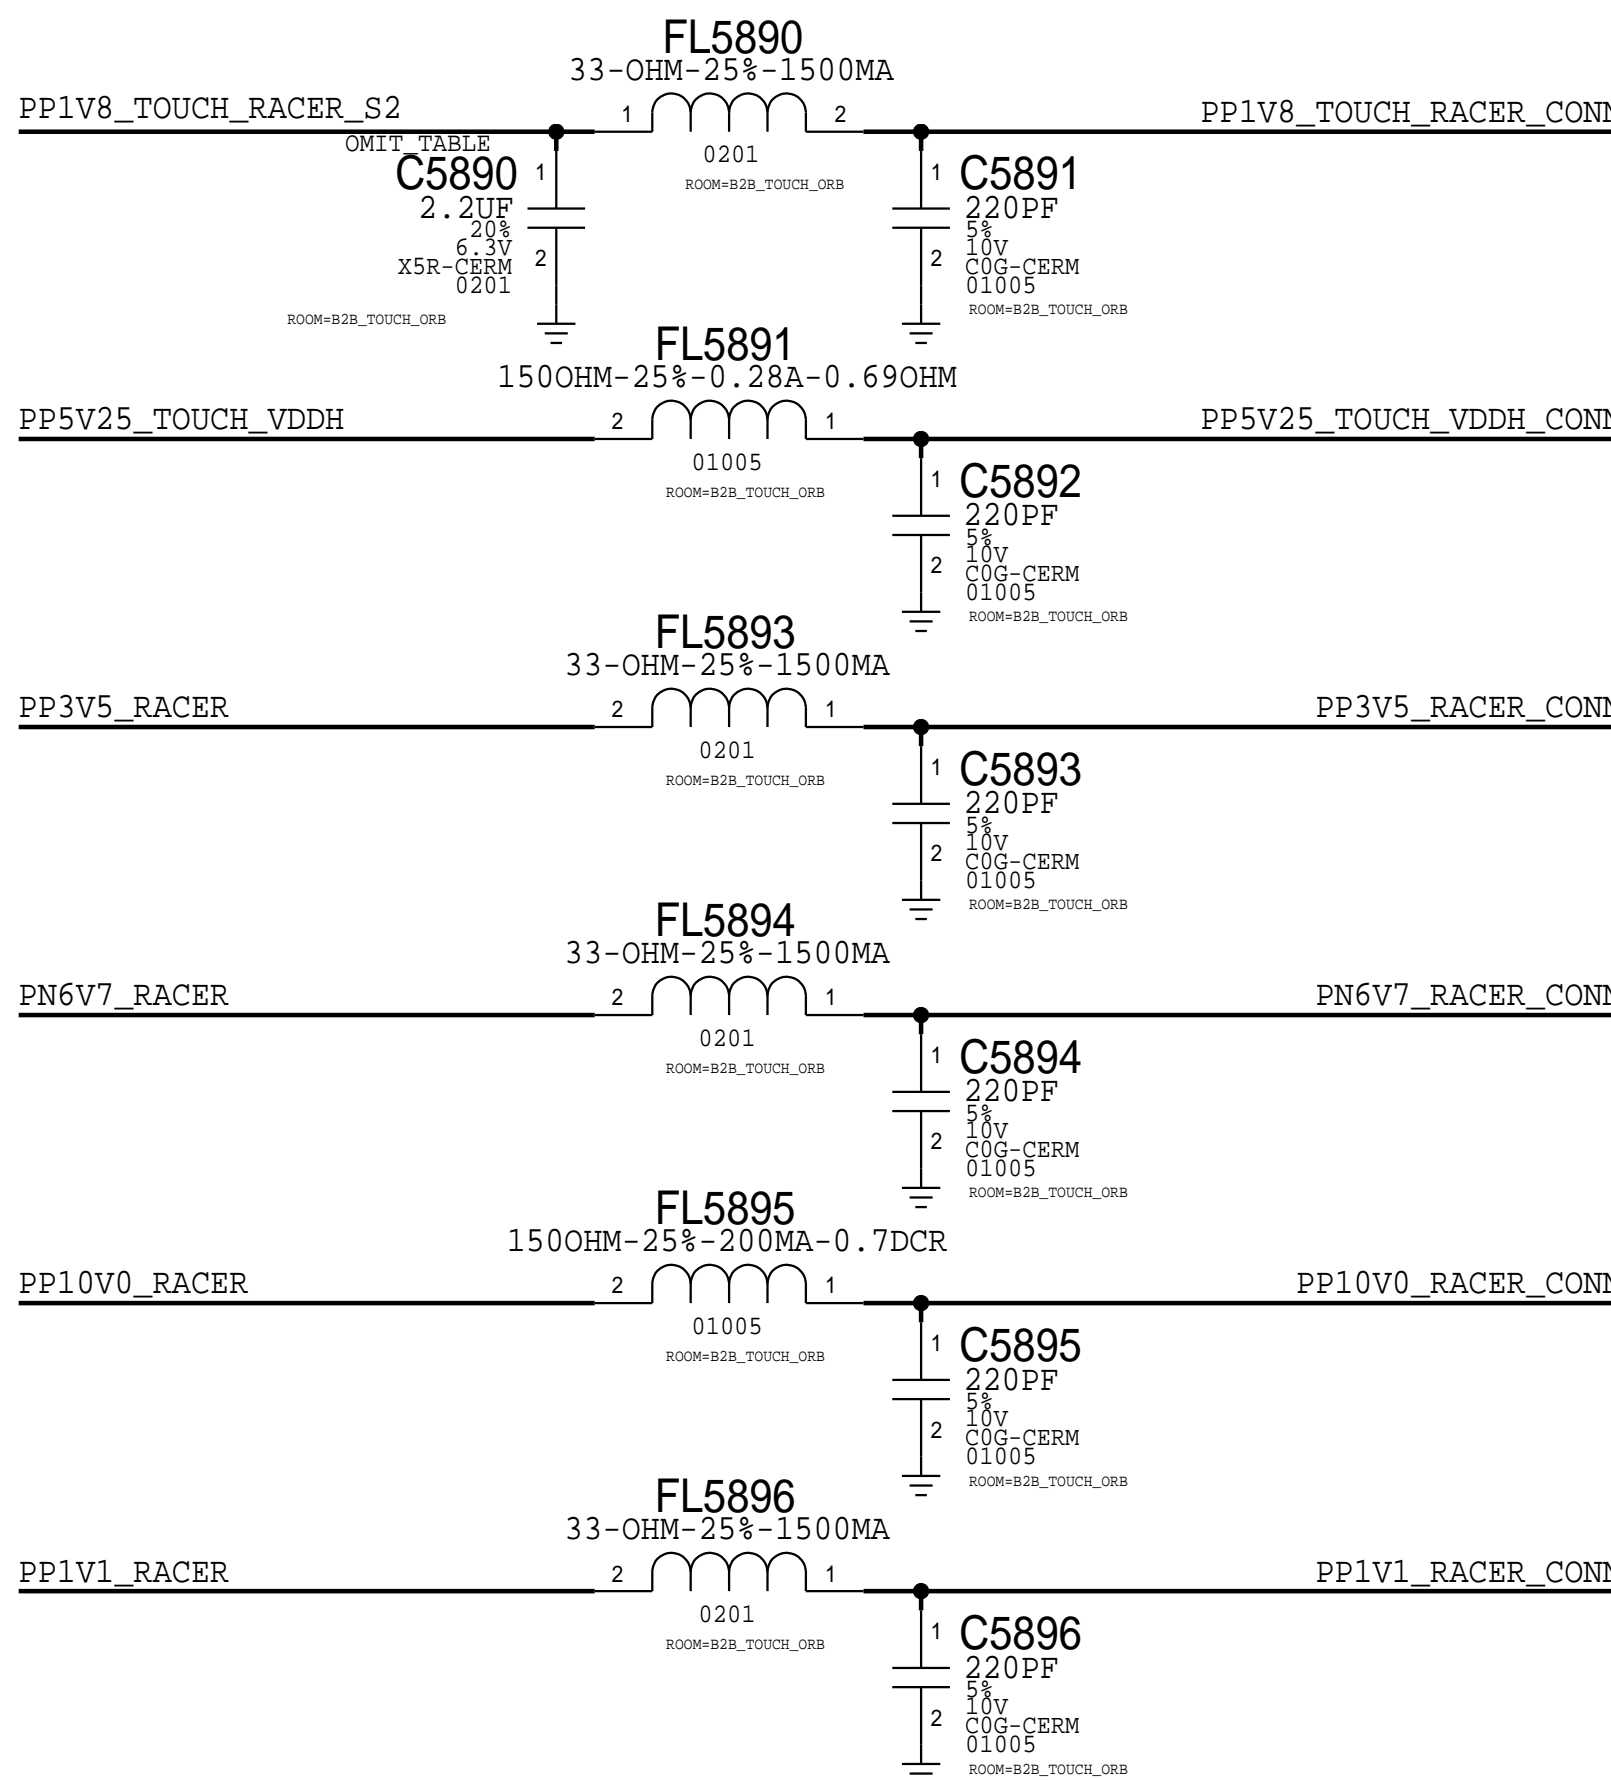 FL5890
33-OHM-25%-1500MA
PP1V8_TOUCH_RACER_S2
1
2
PP1V8_TOUCH_RACER_CONN
OMIT_TABLE
0201
ROOM=B2B_TOUCH_ORB
C5890
1
2.2UF
20%
6.3V
2
X5R-CERM
0201
ROOM=B2B_TOUCH_ORB
1
C5891
220PF
5%
10V
2
C0G-CERM
01005
ROOM=B2B_TOUCH_ORB
FL5891
150OHM-25%-0.28A-0.69OHM
PP5V25_TOUCH_VDDH
2
1
PP5V25_TOUCH_VDDH_CONN
01005
ROOM=B2B_TOUCH_ORB
1
C5892
220PF
5%
10V
2
C0G-CERM
01005
ROOM=B2B_TOUCH_ORB
FL5893
33-OHM-25%-1500MA
PP3V5_RACER
2
1
PP3V5_RACER_CONN
0201
ROOM=B2B_TOUCH_ORB
1
C5893
220PF
5%
10V
2
C0G-CERM
01005
ROOM=B2B_TOUCH_ORB
FL5894
33-OHM-25%-1500MA
PN6V7_RACER
2
1
PN6V7_RACER_CONN
0201
ROOM=B2B_TOUCH_ORB
1
C5894
220PF
5%
10V
2
C0G-CERM
01005
ROOM=B2B_TOUCH_ORB
FL5895
150OHM-25%-200MA-0.7DCR
PP10V0_RACER
2
1
PP10V0_RACER_CONN
01005
ROOM=B2B_TOUCH_ORB
1
C5895
220PF
5%
10V
2
C0G-CERM
01005
ROOM=B2B_TOUCH_ORB
FL5896
33-OHM-25%-1500MA
PP1V1_RACER
2
1
PP1V1_RACER_CONN
0201
ROOM=B2B_TOUCH_ORB
1
C5896
220PF
5%
10V
2
C0G-CERM
01005
ROOM=B2B_TOUCH_ORB